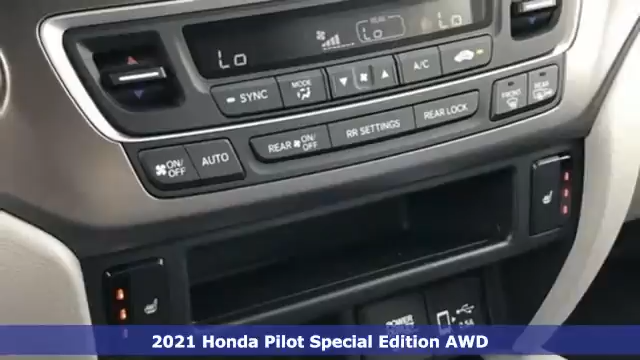 REAR
Lo
Lo
Lo
SYNC
MODE
A/C
FRONT
REAR
ON/OFF
AUTO
REAR ON/OFF
RR SETTINGS
REAR LOCK
POWER
2.5A
2021 Honda Pilot Special Edition AWD